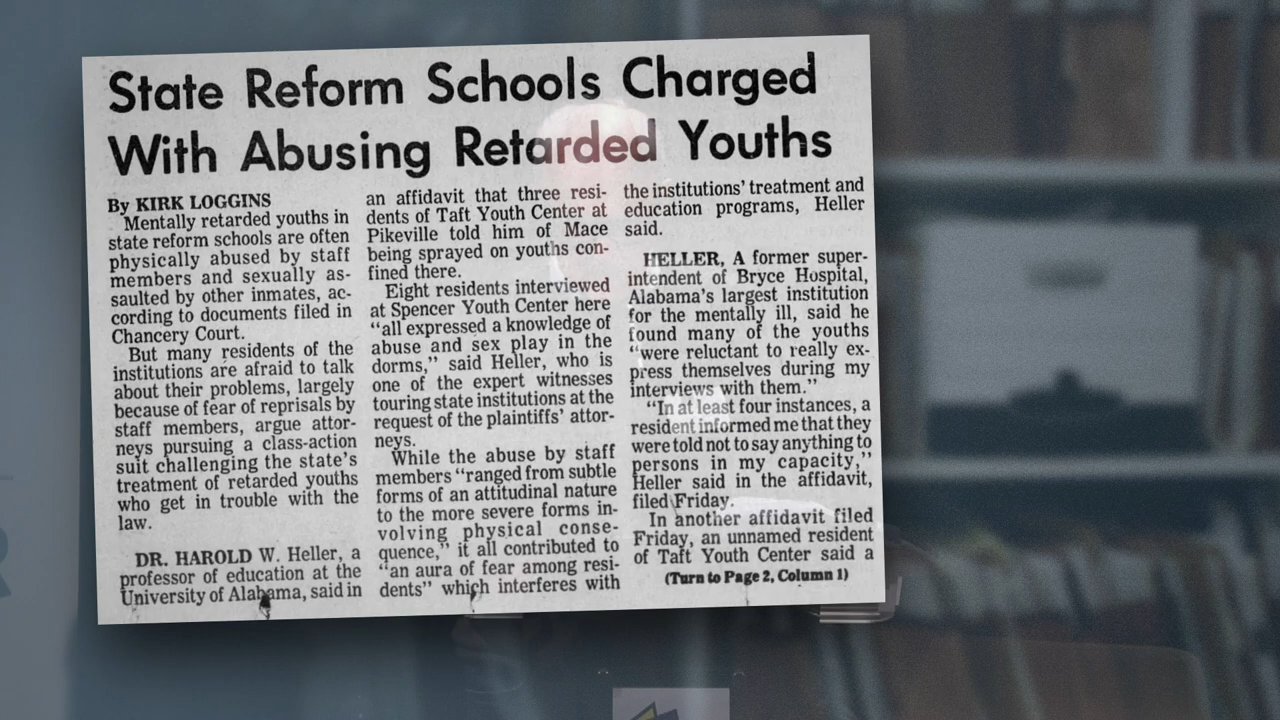 State Reform Schools Charged
With Abusing Retarded Youths
By KIRK LOGGINS
Mentally retarded youths in
state reform schools are often
physically abused by staff
members and sexually as-
saulted by other inmates, ac-
cording to documents filed in
Chancery Court.
But many residents of the
institutions are afraid to talk
about their problems, largely
because of fear of reprisals by
staff members, argue attor-
neys pursuing a class-action
suit challenging the state's
treatment of retarded youths
who get in trouble with the
law.
DR. HAROLD W. Heller, a
professor of education at the
University of Alabama, said in
an affidavit that three resi-
dents of Taft Youth Center at
Pikeville told him of Mace
being sprayed on youths con-
fined there.
Eight residents interviewed
at Spencer Youth Center here
"all expressed a knowledge of
abuse and sex play in the
dorms," said Heller, who is
one of the expert witnesses
touring state institutions at the
request of the plaintiffs' attor-
neys.
While the abuse by staff
members "ranged from subtle
forms of an attitudinal nature
to the more severe forms in-
volving physical conse-
quence," it all contributed to
"an aura of fear among resi-
dents" which interferes with
the institutions' treatment and
education programs, Heller
said.
HELLER, A former super-
intendent of Bryce Hospital,
Alabama's largest institution
for the mentally ill, said he
found many of the youths
"were reluctant to really ex-
press themselves during my
interviews with them."
"In at least four instances, a
resident informed me that they
were told not to say anything to
persons in my capacity,"
Heller said in the affidavit,
filed Friday.
In another affidavit filed
Friday, an unnamed resident
of Taft Youth Center said a
(Turn to Page 2, Column 1)